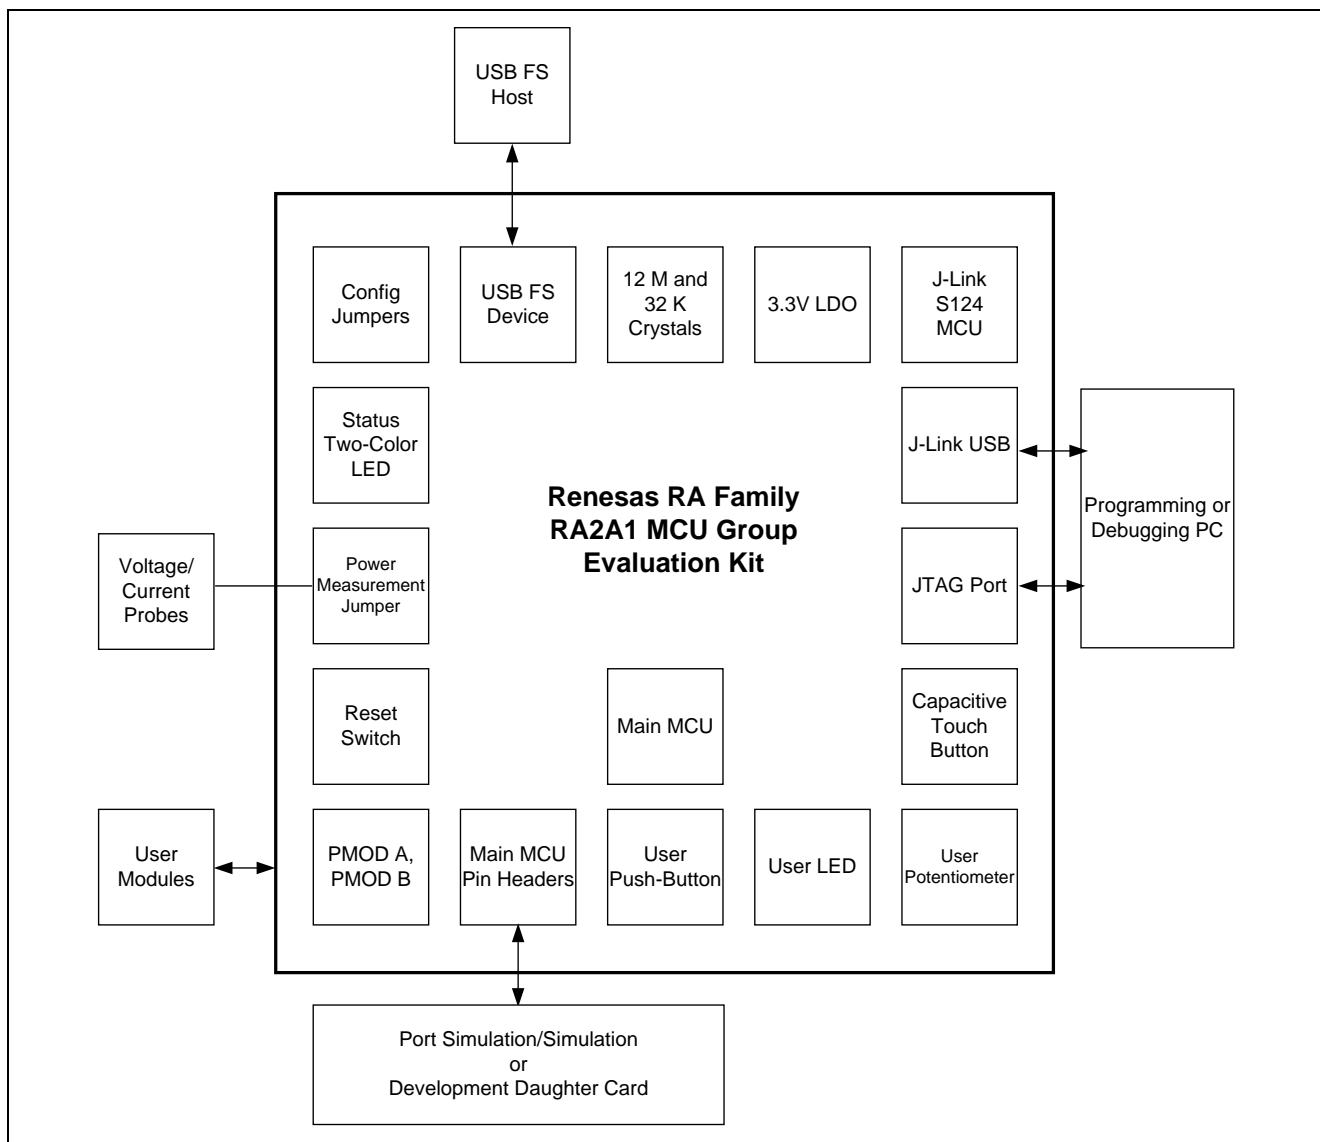 USB FS
Host
Config
Jumpers
USB FS
Device
12 M and
32 K
Crystals
3.3V LDO
J-Link
S124
MCU
Status
Two-Color
LED
J-Link USB
Renesas RA Family
RA2A1 MCU Group
Evaluation Kit
Programming or
Debugging PC
Voltage/
Current
Probes
Power
Measurement
Jumper
JTAG Port
Reset
Switch
Main MCU
Capacitive
Touch
Button
User
Modules
PMOD A,
PMOD B
Main MCU
Pin Headers
User
Push-Button
User LED
User
Potentiometer
Port Simulation/Simulation
or
Development Daughter Card